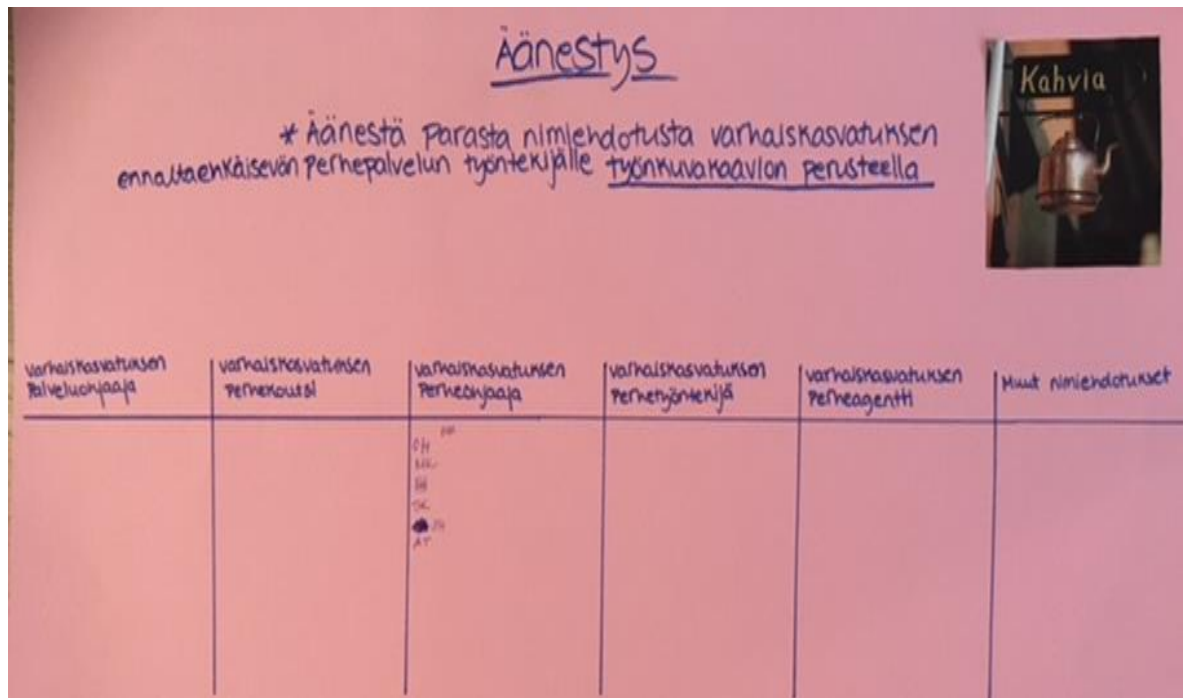 Äänestys
Kahvia
* Äänestä parasta nimiehdotusta varhaiskasvatuksen
ennaltaehkäisevän perhepalvelun työntekijälle työnkuvakaavion perusteella
varhaiskasvatuksen
Palveluohjaaja
varhaiskasvatuksen
Perhekoutsi
varhaiskasvatuksen
Perheohjaaja
varhaiskasvatuksen
Perhetyöntekijä
varhaiskasvatuksen
Perheagentti
Muut nimiehdotukset
AT